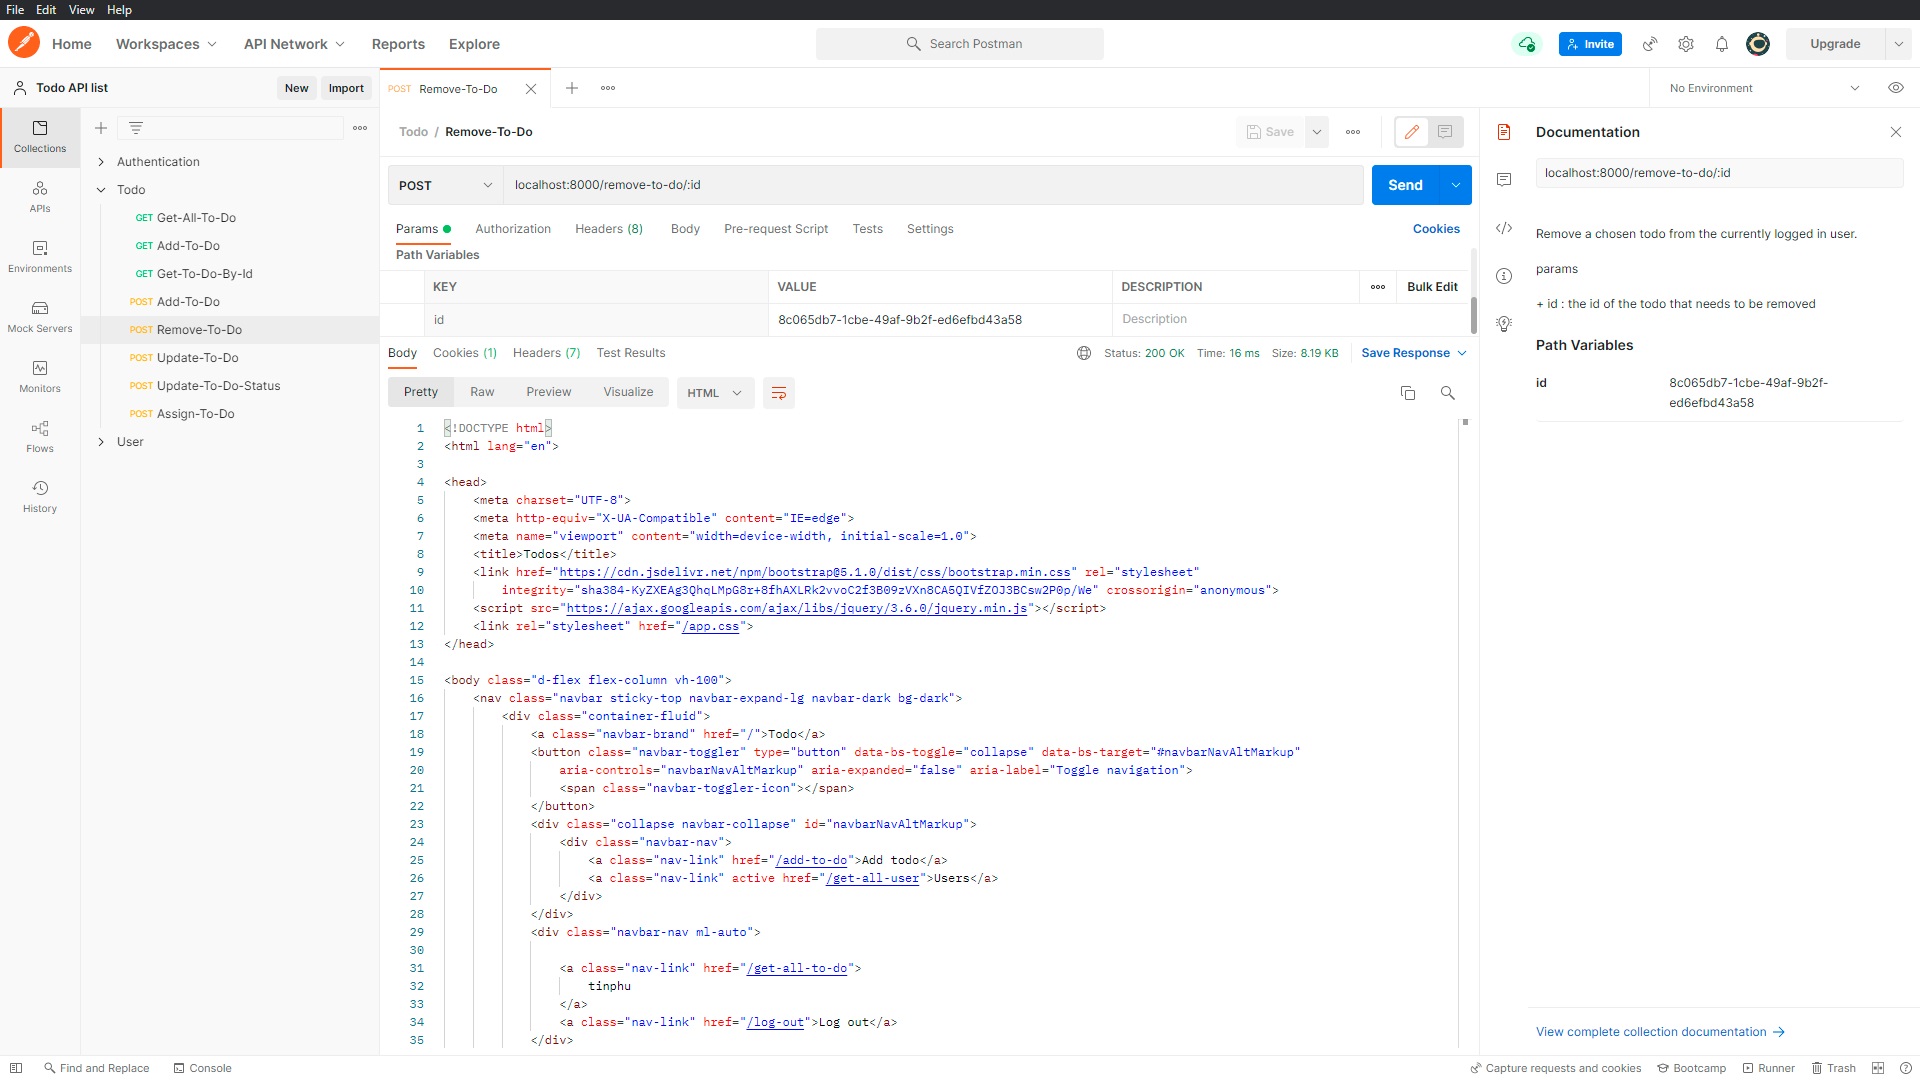 File Edit View Help
Home Workspaces API Network Reports Explore Search Postman Invite Upgrade
Todo API list New Import POST Remove-To-Do No Environment
Collections
APIs
Environments
Mock Servers
Monitors
Flows
History
Authentication
Todo
GET Get-All-To-Do
GET Add-To-Do
GET Get-To-Do-By-Id
POST Add-To-Do
POST Remove-To-Do
POST Update-To-Do
POST Update-To-Do-Status
POST Assign-To-Do
User
Todo / Remove-To-Do Save
POST localhost:8000/remove-to-do/:id Send
Params Authorization Headers (8) Body Pre-request Script Tests Settings Cookies
Path Variables
KEY VALUE DESCRIPTION Bulk Edit
id 8c065db7-1cbe-49af-9b2f-ed6efbd43a58 Description
Body Cookies (1) Headers (7) Test Results Status: 200 OK Time: 16 ms Size: 8.19 KB Save Response
Pretty Raw Preview Visualize HTML
1 <!DOCTYPE html>
2 <html lang="en">
3
4 <head>
5 <meta charset="UTF-8">
6 <meta http-equiv="X-UA-Compatible" content="IE=edge">
7 <meta name="viewport" content="width=device-width, initial-scale=1.0">
8 <title>Todos</title>
9 <link href="https://cdn.jsdelivr.net/npm/bootstrap@5.1.0/dist/css/bootstrap.min.css" rel="stylesheet"
10 integrity="sha384-KyZXEAg3QhqLMpG8r+8fhAXLRk2vvoC2f3B09zVXn8CA5QIVfZOJ3BCsw2P0p/We" crossorigin="anonymous">
11 <script src="https://ajax.googleapis.com/ajax/libs/jquery/3.6.0/jquery.min.js"></script>
12 <link rel="stylesheet" href="/app.css">
13 </head>
14
15 <body class="d-flex flex-column vh-100">
16 <nav class="navbar sticky-top navbar-expand-lg navbar-dark bg-dark">
17 <div class="container-fluid">
18 <a class="navbar-brand" href="/">Todo</a>
19 <button class="navbar-toggler" type="button" data-bs-toggle="collapse" data-bs-target="#navbarNavAltMarkup"
20 aria-controls="navbarNavAltMarkup" aria-expanded="false" aria-label="Toggle navigation">
21 <span class="navbar-toggler-icon"></span>
22 </button>
23 <div class="collapse navbar-collapse" id="navbarNavAltMarkup">
24 <div class="navbar-nav">
25 <a class="nav-link" href="/add-to-do">Add todo</a>
26 <a class="nav-link" active href="/get-all-user">Users</a>
27 </div>
28 </div>
29 <div class="navbar-nav ml-auto">
30
31 <a class="nav-link" href="/get-all-to-do">
32 tinphu
33 </a>
34 <a class="nav-link" href="/log-out">Log out</a>
35 </div>
Documentation
localhost:8000/remove-to-do/:id
Remove a chosen todo from the currently logged in user.
params
+ id : the id of the todo that needs to be removed
Path Variables
id 8c065db7-1cbe-49af-9b2f-
ed6efbd43a58
View complete collection documentation →
Find and Replace Console Capture requests and cookies Bootcamp Runner Trash